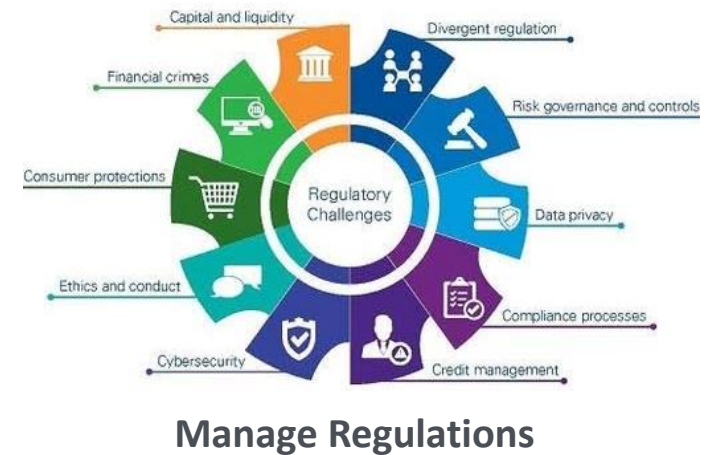 Capital and liquidity
Divergent regulation
Financial crimes
Risk governance and controls
Consumer protections
Regulatory
Challenges
Data privacy
Ethics and conduct
Compliance processes
Cybersecurity
Credit management
Manage Regulations